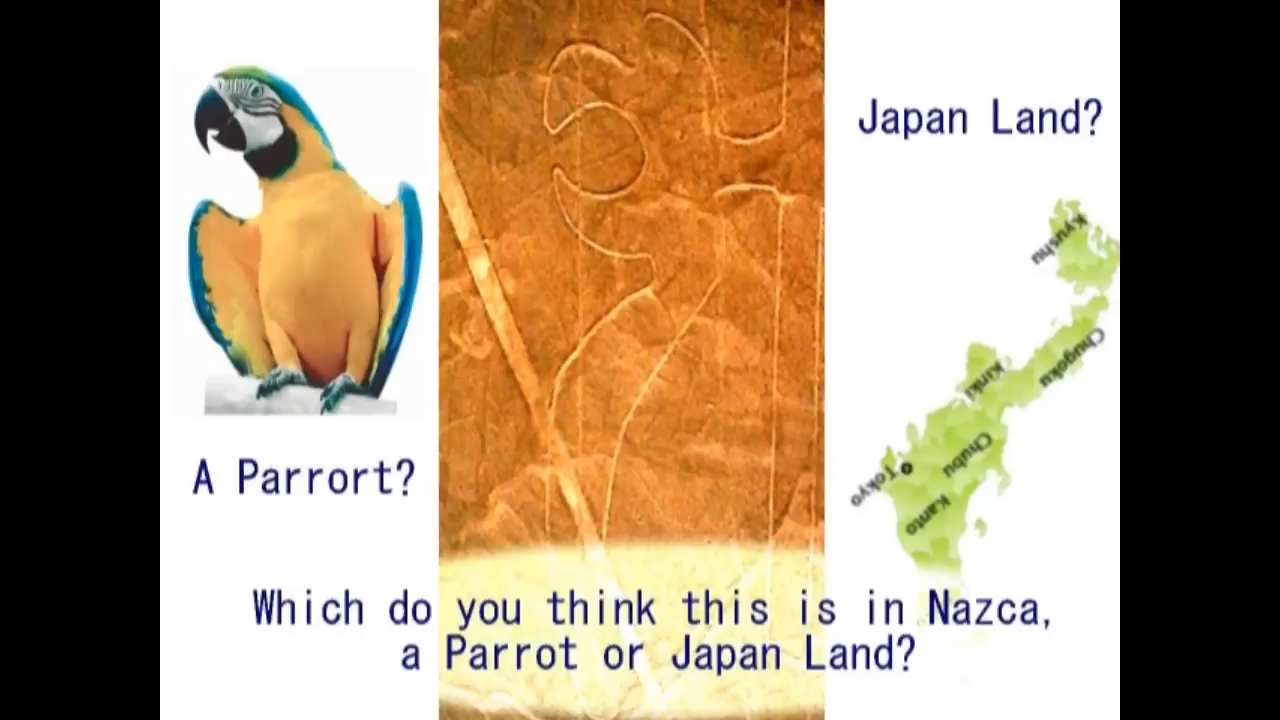 Japan Land?
Kyushu
Chugoku
Kinki
A Parrort?
Chubu
Tokyo
Kanto
Which do you think this is in Nazca,
a Parrot or Japan Land?